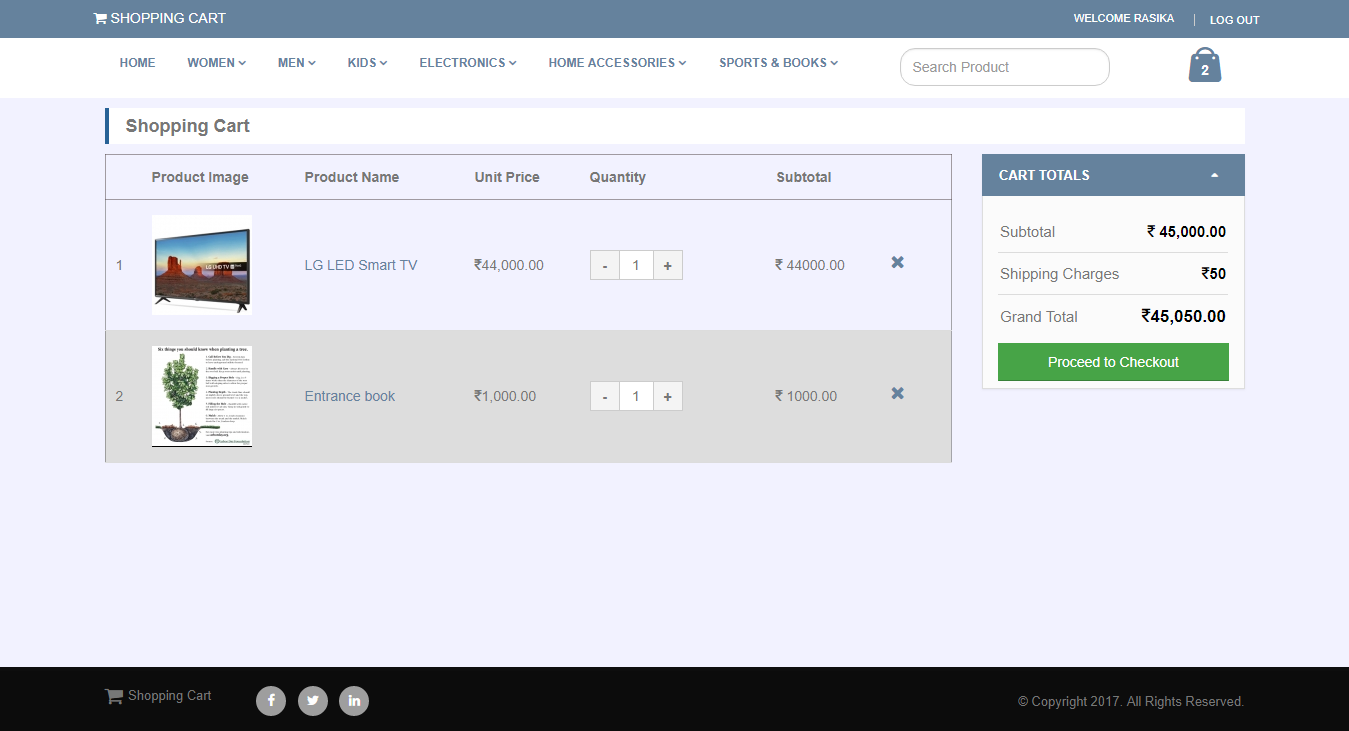 SHOPPING CART
WELCOME RASIKA | LOG OUT
HOME WOMEN MEN KIDS ELECTRONICS HOME ACCESSORIES SPORTS & BOOKS Search Product 2
Shopping Cart
Product Image Product Name Unit Price Quantity Subtotal
1 LG LED Smart TV ₹44,000.00 - 1 + ₹ 44000.00
LG UHD TV
Six things you should know when planting a tree.
2 Entrance book ₹1,000.00 - 1 + ₹ 1000.00
CART TOTALS
Subtotal ₹ 45,000.00
Shipping Charges ₹50
Grand Total ₹45,050.00
Proceed to Checkout
Shopping Cart
© Copyright 2017. All Rights Reserved.